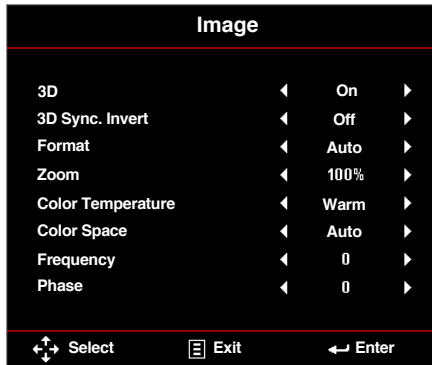 Image
3D On
3D Sync. Invert Off
Format Auto
Zoom 100%
Color Temperature Warm
Color Space Auto
Frequency 0
Phase 0
Select Exit Enter